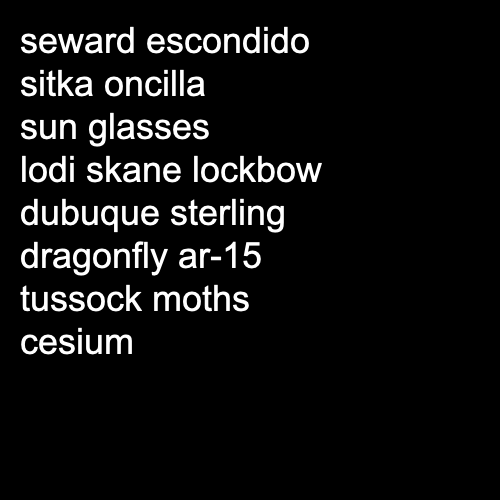 seward escondido
sitka oncilla
sun glasses
lodi skane lockbow
dubuque sterling
dragonfly ar-15
tussock moths
cesium